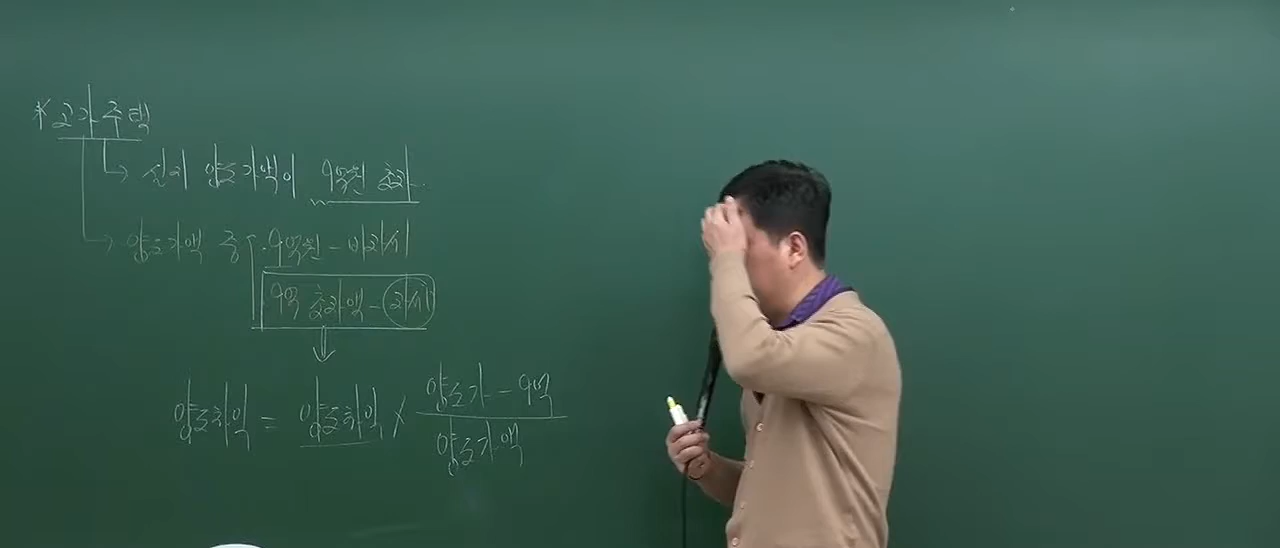 * 고가주택
→ 실거 양도가액이 9억원 초과
→ 양도가액 중 9억원 - 비과세
9억 초과액 - 과세
양도차익 = 양도차익 × 양도가 - 9억
양도가액